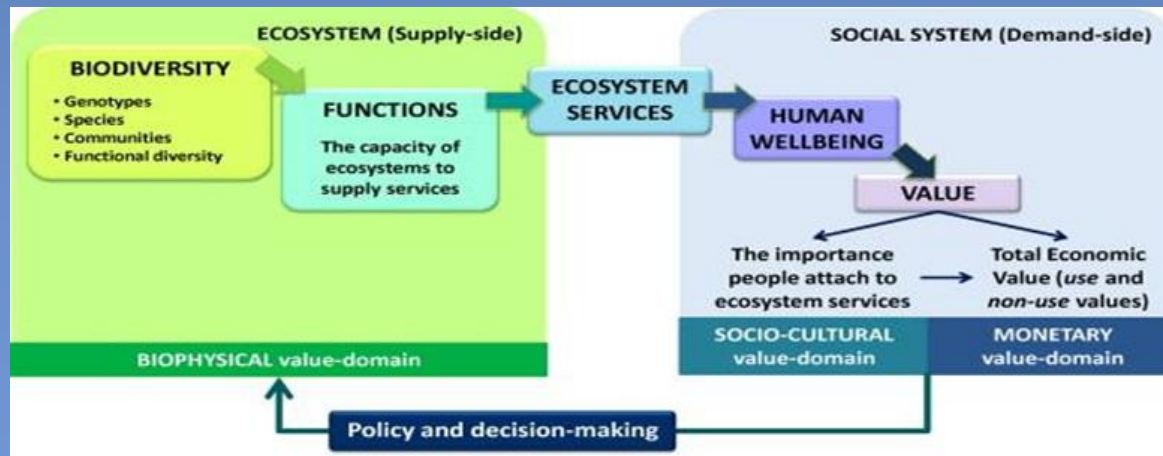 ECOSYSTEM (Supply-side)
BIODIVERSITY
• Genotypes
• Species
• Communities
• Functional diversity
FUNCTIONS
The capacity of
ecosystems to
supply services
BIOPHYSICAL value-domain
ECOSYSTEM
SERVICES
SOCIAL SYSTEM (Demand-side)
HUMAN
WELLBEING
VALUE
The importance
people attach to
ecosystem services
Total Economic
Value (use and
non-use values)
SOCIO-CULTURAL
value-domain
MONETARY
value-domain
Policy and decision-making